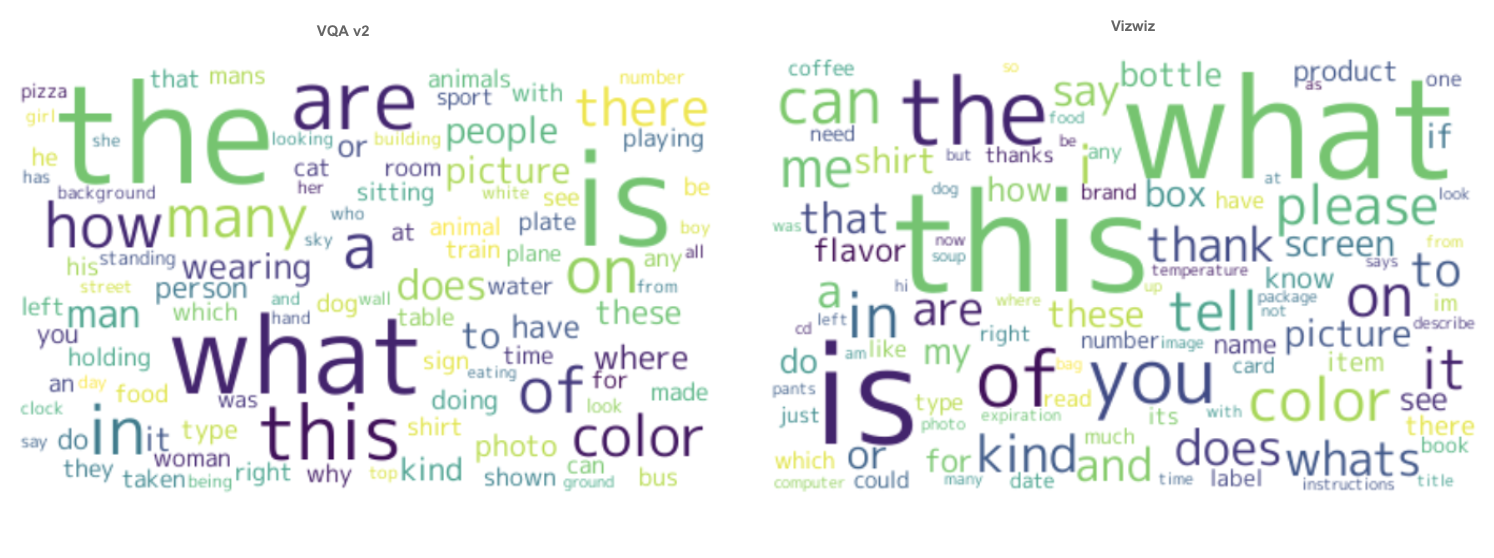 VQA v2
pizza that mans animals number
girl the are sport with there
she looking or building people playing
he cat room picture
has her sitting white see is be
background who plate boy
how many sky a at animal
standing train plane on any all
his wearing does water from
street person and dog wall
left man which hand table these
you what to have
holding sign time where
an day food eating of for made
was doing look
clock this shirt color
say do in it type photo
woman can
they taken being right why top kind shown ground bus
Vizwiz
coffee so bottle product one
can the say what as
need food be if
me shirt but thanks i any
dog how brand box have at please look
was that this
flavor now thank screen from
soup temperature says to
a hi up know
in are where these tell package on im
cd left not
right number image name picture describe
do am like my card item it
is of bag you color see
pants read
just type its with there
photo expiration
which or for kind much does whats book
computer could many and date time label instructions title